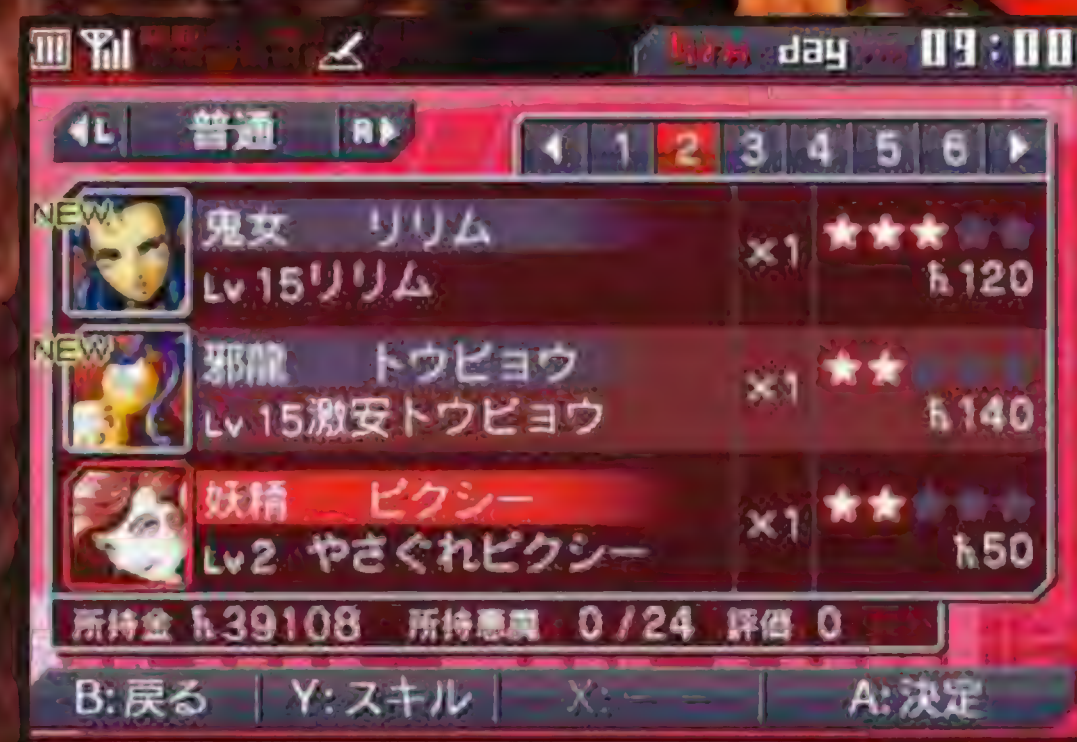 day 09:00
◀L 普通 R▶
◀ 1 2 3 4 5 6 ▶
NEW 鬼女 リリム ×1 ★★★★★
Lv 15リリム ħ120
NEW 邪龍 トウビョウ ×1 ★★
Lv 15激安トウビョウ ħ140
妖精 ピクシー ×1 ★★★★★
Lv2 やさぐれピクシー ħ50
所持金 ħ39108 所持悪魔 0/24 評価 0
B:戻る Y:スキル X:－－ A:決定